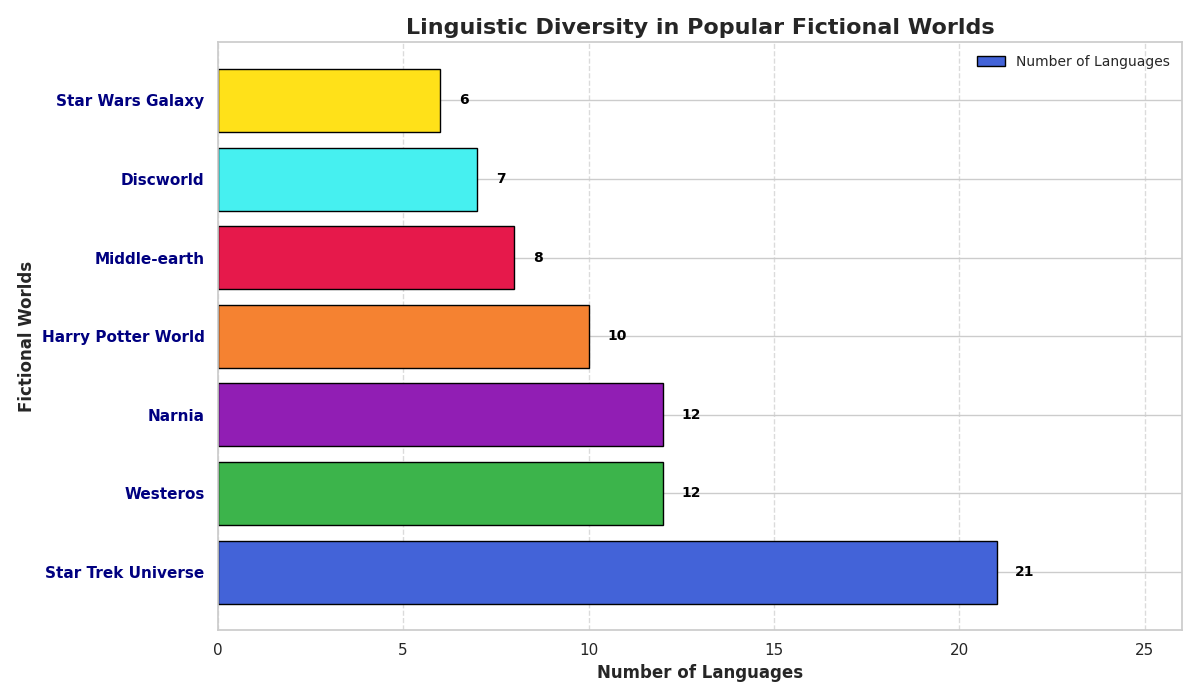 Linguistic Diversity in Popular Fictional Worlds
Number of Languages
Star Wars Galaxy
6
Discworld
7
Middle-earth
8
Harry Potter World
10
Narnia
12
Westeros
12
Star Trek Universe
21
Fictional Worlds
0 5 10 15 20 25
Number of Languages